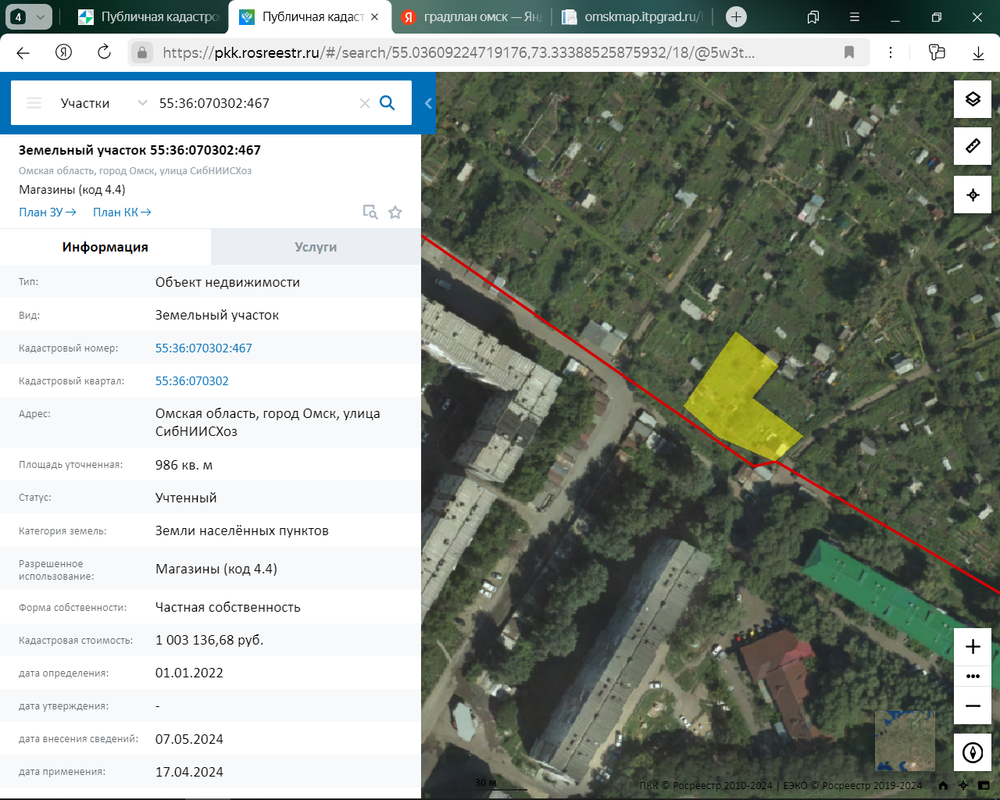 4
Публичная кадастро
Публичная кадаст
градплан омск — Ян
omskmap.itpgrad.ru/
https://pkk.rosreestr.ru/#/search/55.03609224719176,73.33388525875932/18/@5w3t...
Участки
55:36:070302:467
Земельный участок 55:36:070302:467
Омская область, город Омск, улица СибНИИСХоз
Магазины (код 4.4)
План ЗУ →
План КК →
Информация
Услуги
Тип: Объект недвижимости
Вид: Земельный участок
Кадастровый номер: 55:36:070302:467
Кадастровый квартал: 55:36:070302
Адрес: Омская область, город Омск, улица
СибНИИСХоз
Площадь уточненная: 986 кв. м
Статус: Учтенный
Категория земель: Земли населённых пунктов
Разрешенное
использование: Магазины (код 4.4)
Форма собственности: Частная собственность
Кадастровая стоимость: 1 003 136,68 руб.
дата определения: 01.01.2022
дата утверждения: -
дата внесения сведений: 07.05.2024
дата применения: 17.04.2024
30 м
ПКК © Росреестр 2010-2024 | ЕЭКО © Росреестр 2019-2024